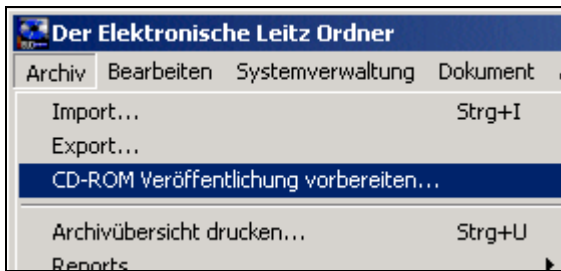 Der Elektronische Leitz Ordner
Archiv Bearbeiten Systemverwaltung Dokument
Import... Strg+I
Export...
CD-ROM Veröffentlichung vorbereiten...
Archivübersicht drucken... Strg+U
Reports